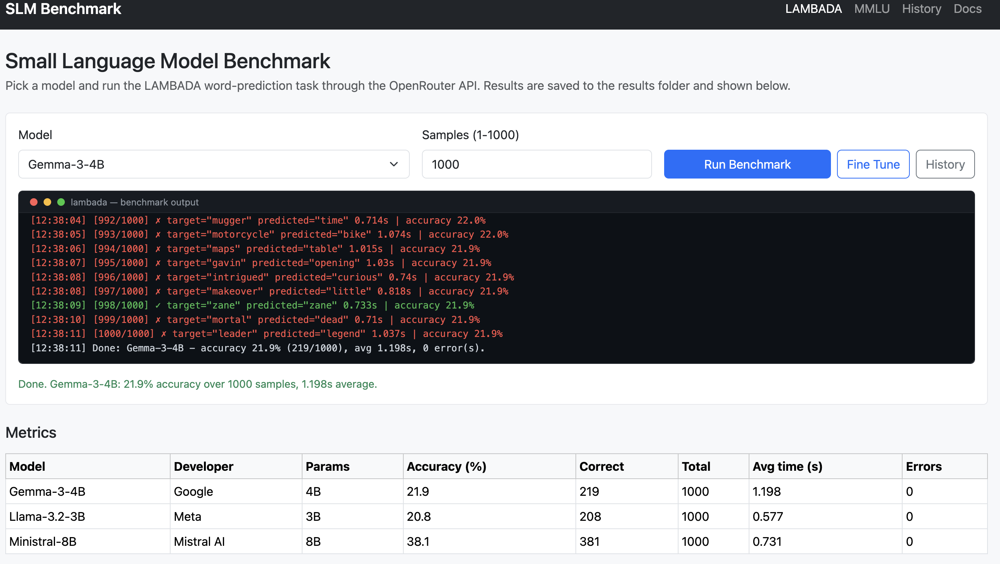 SLM Benchmark
LAMBADA MMLU History Docs
Small Language Model Benchmark
Pick a model and run the LAMBADA word-prediction task through the OpenRouter API. Results are saved to the results folder and shown below.
Model
Samples (1-1000)
Gemma-3-4B
1000
Run Benchmark
Fine Tune
History
lambada — benchmark output
[12:38:04] [992/1000] ✗ target="mugger" predicted="time" 0.714s | accuracy 22.0%
[12:38:05] [993/1000] ✗ target="motorcycle" predicted="bike" 1.074s | accuracy 22.0%
[12:38:06] [994/1000] ✗ target="maps" predicted="table" 1.015s | accuracy 21.9%
[12:38:07] [995/1000] ✗ target="gavin" predicted="opening" 1.03s | accuracy 21.9%
[12:38:08] [996/1000] ✗ target="intrigued" predicted="curious" 0.74s | accuracy 21.9%
[12:38:08] [997/1000] ✗ target="makeover" predicted="little" 0.818s | accuracy 21.9%
[12:38:09] [998/1000] ✓ target="zane" predicted="zane" 0.733s | accuracy 21.9%
[12:38:10] [999/1000] ✗ target="mortal" predicted="dead" 0.71s | accuracy 21.9%
[12:38:11] [1000/1000] ✗ target="leader" predicted="legend" 1.037s | accuracy 21.9%
[12:38:11] Done: Gemma-3-4B - accuracy 21.9% (219/1000), avg 1.198s, 0 error(s).
Done. Gemma-3-4B: 21.9% accuracy over 1000 samples, 1.198s average.
Metrics
Model Developer Params Accuracy (%) Correct Total Avg time (s) Errors
Gemma-3-4B Google 4B 21.9 219 1000 1.198 0
Llama-3.2-3B Meta 3B 20.8 208 1000 0.577 0
Ministral-8B Mistral AI 8B 38.1 381 1000 0.731 0